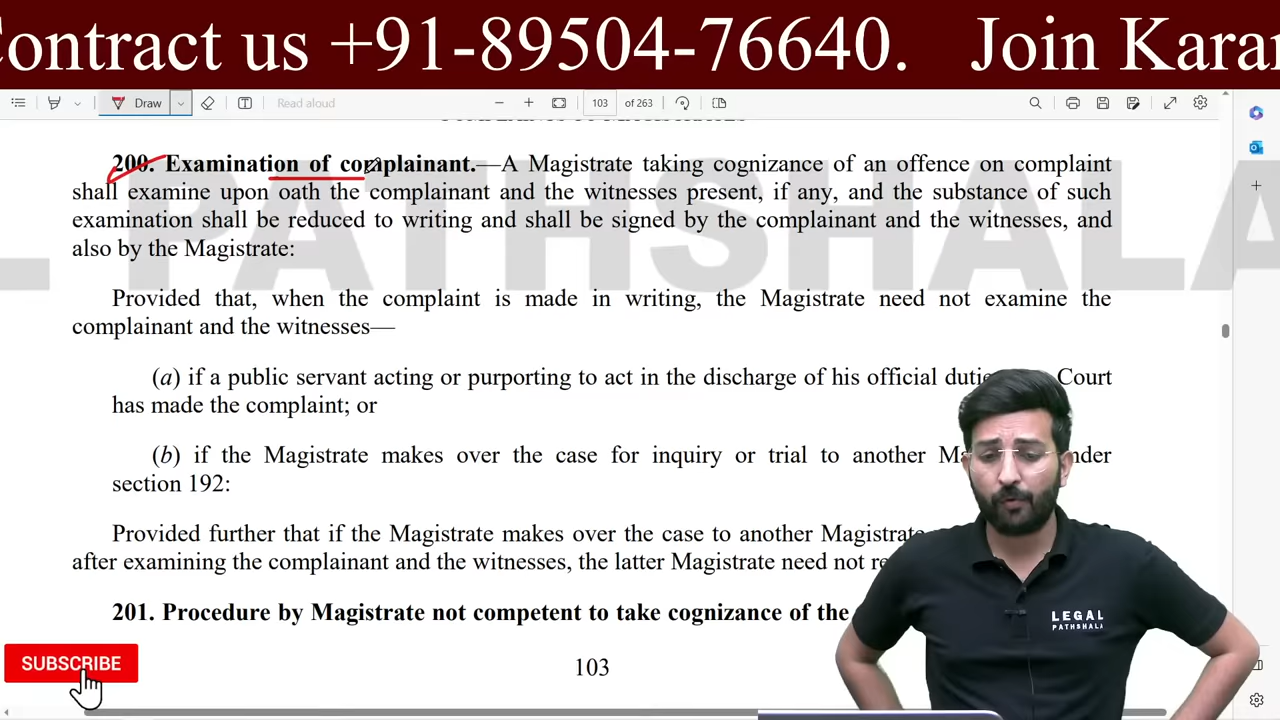 Contract us +91-89504-76640. Join Karan
Draw
Read aloud
103 of 263
200. Examination of complainant.—A Magistrate taking cognizance of an offence on complaint
shall examine upon oath the complainant and the witnesses present, if any, and the substance of such
examination shall be reduced to writing and shall be signed by the complainant and the witnesses, and
also by the Magistrate:
Provided that, when the complaint is made in writing, the Magistrate need not examine the
complainant and the witnesses—
(a) if a public servant acting or purporting to act in the discharge of his official Court
has made the complaint; or
(b) if the Magistrate makes over the case for inquiry or trial to another
section 192:
Provided further that if the Magistrate makes over the case to another Magistrate
after examining the complainant and the witnesses, the latter Magistrate need not
201. Procedure by Magistrate not competent to take cognizance of the
103
PATHSHALA
LEGAL
PATHSHALA
SUBSCRIBE